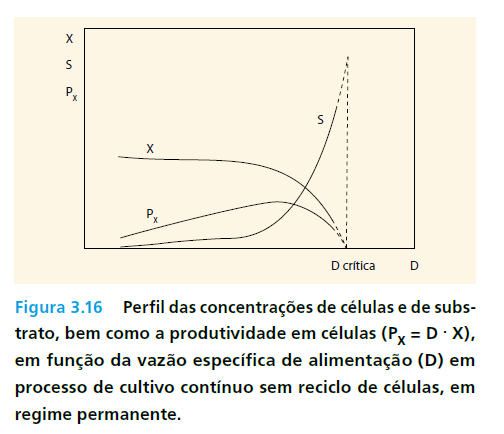 X
S
Px
S
X
Px
D crítica
D
Figura 3.16 Perfil das concentrações de células e de subs-
trato, bem como a produtividade em células (Px = D · X),
em função da vazão específica de alimentação (D) em
processo de cultivo contínuo sem reciclo de células, em
regime permanente.